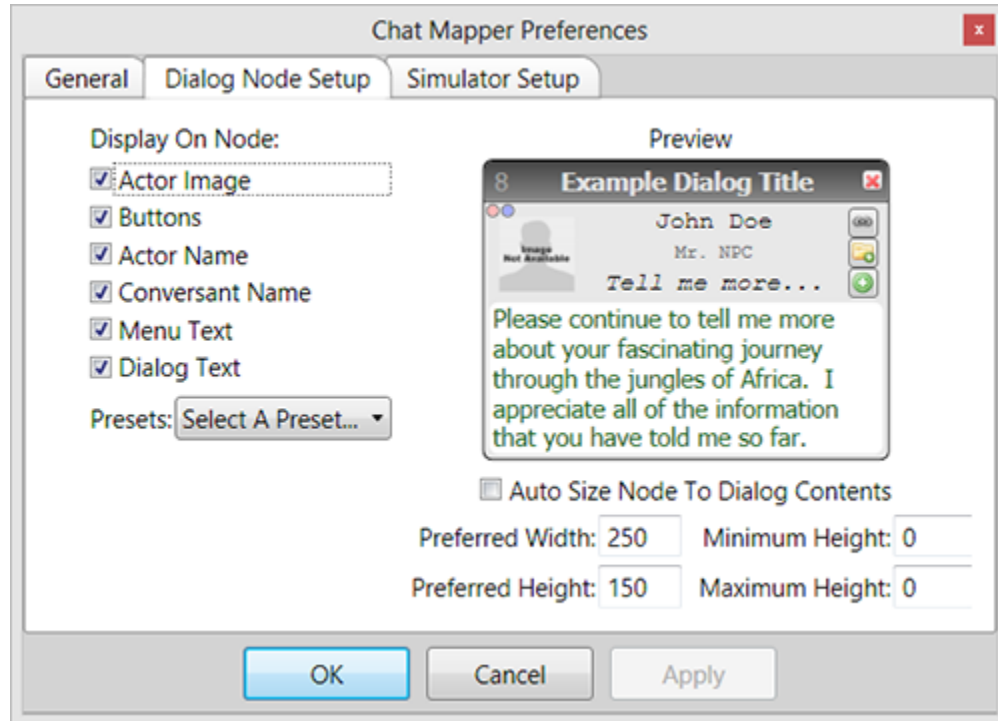 Chat Mapper Preferences
x
General
Dialog Node Setup
Simulator Setup
Display On Node:
Actor Image
Buttons
Actor Name
Conversant Name
Menu Text
Dialog Text
Presets: Select A Preset...
Preview
8 Example Dialog Title
Image
Not Available
John Doe
Mr. NPC
Tell me more...
Please continue to tell me more
about your fascinating journey
through the jungles of Africa. I
appreciate all of the information
that you have told me so far.
Auto Size Node To Dialog Contents
Preferred Width: 250 Minimum Height: 0
Preferred Height: 150 Maximum Height: 0
OK
Cancel
Apply